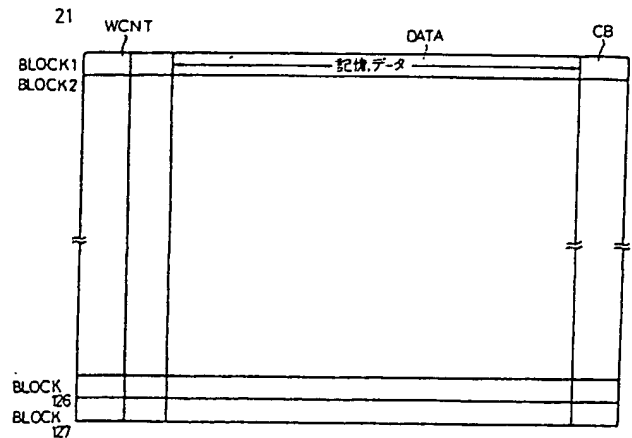 21
WCNT
DATA
CB
BLOCK1
記憶データ
BLOCK2
BLOCK
126
BLOCK
127